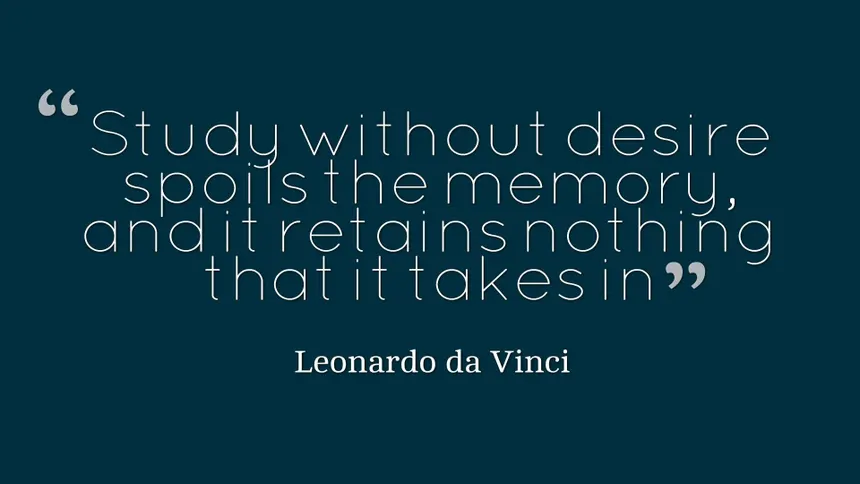 “Study without desire
spoils the memory,
and it retains nothing
that it takes in”
Leonardo da Vinci